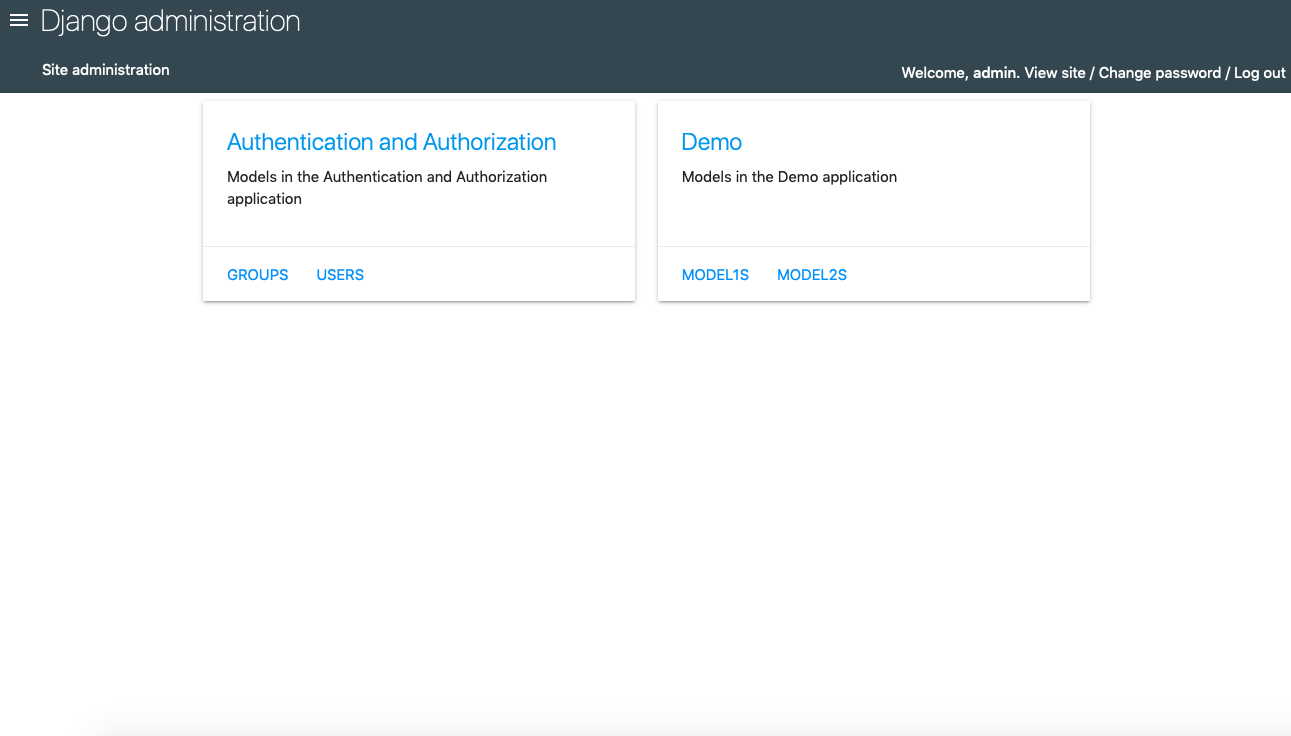 Django administration
Site administration
Welcome, admin. View site / Change password / Log out
Authentication and Authorization
Models in the Authentication and Authorization
application
GROUPS USERS
Demo
Models in the Demo application
MODEL1S MODEL2S